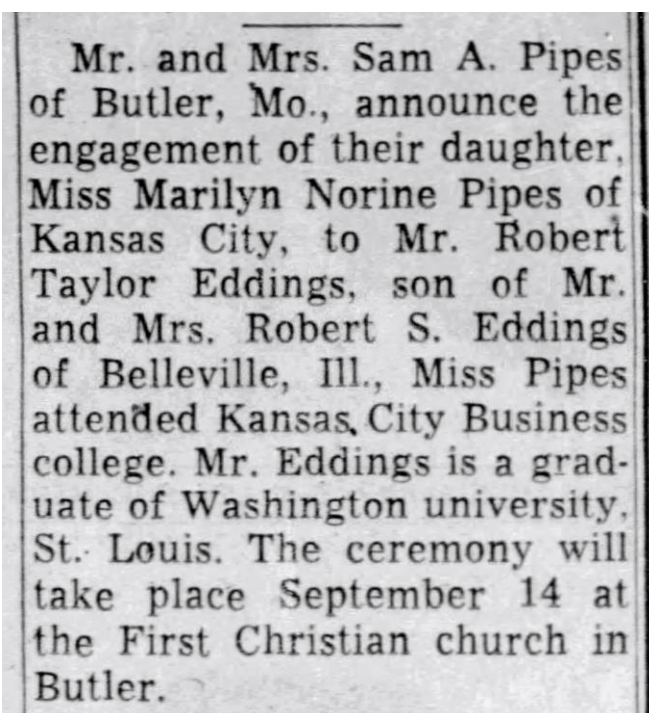 Mr. and Mrs. Sam A. Pipes
of Butler, Mo., announce the
engagement of their daughter,
Miss Marilyn Norine Pipes of
Kansas City, to Mr. Robert
Taylor Eddings, son of Mr.
and Mrs. Robert S. Eddings
of Belleville, Ill., Miss Pipes
attended Kansas City Business
college. Mr. Eddings is a grad-
uate of Washington university,
St. Louis. The ceremony will
take place September 14 at
the First Christian church in
Butler.